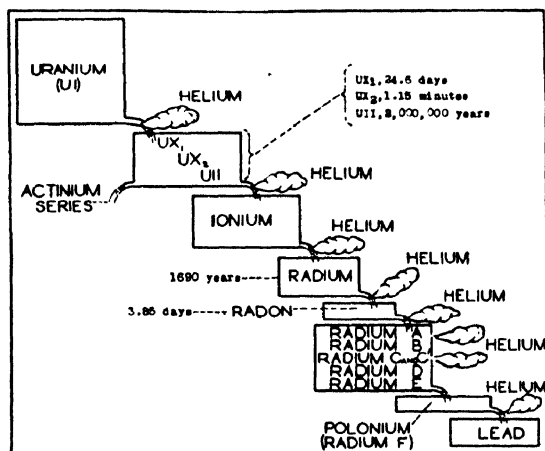 URANIUM
(UI)
HELIUM
UX1, 24.6 days
UX2, 1.15 minutes
UII, 2,000,000 years
UX1
UX2
UII
HELIUM
ACTINIUM
SERIES
IONIUM
HELIUM
1690 years
RADIUM
HELIUM
3.85 days
RADON
HELIUM
RADIUM A
RADIUM B
RADIUM C
RADIUM D
RADIUM E
HELIUM
HELIUM
POLONIUM
(RADIUM F)
LEAD